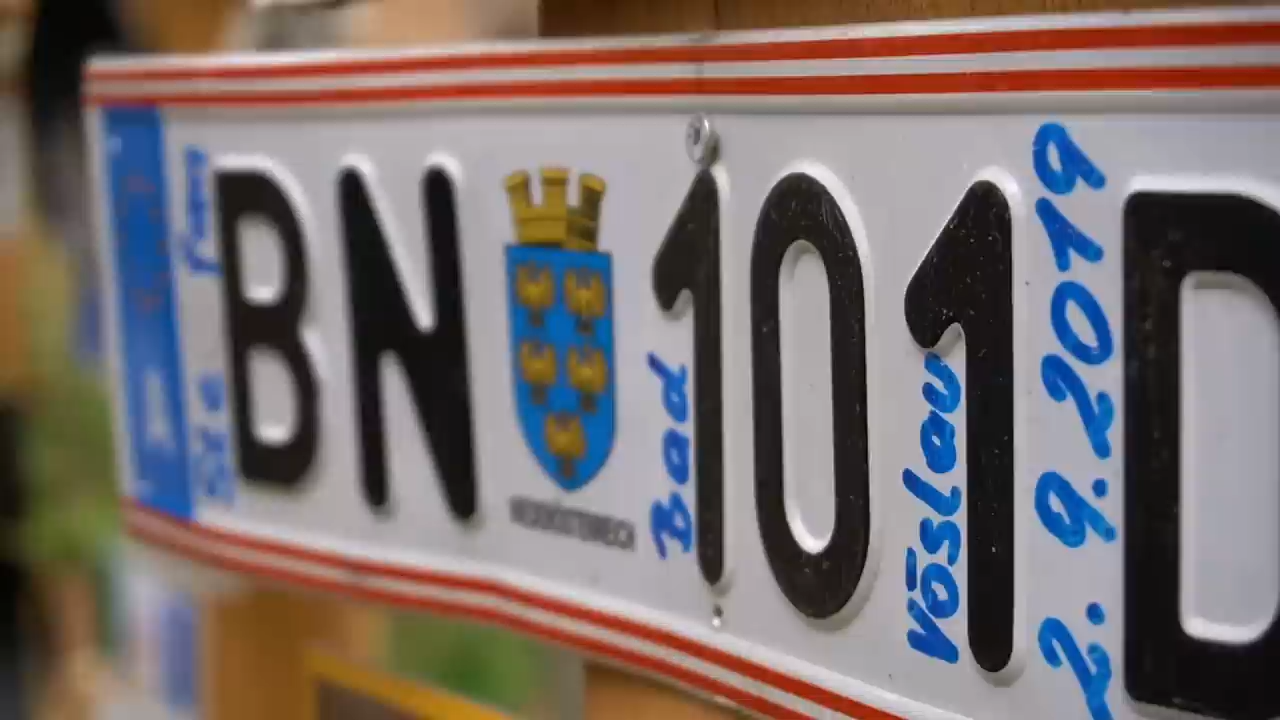 BN 101D
A
NIEDERÖSTERREICH
Bad
Vöslau
2. 9. 2019